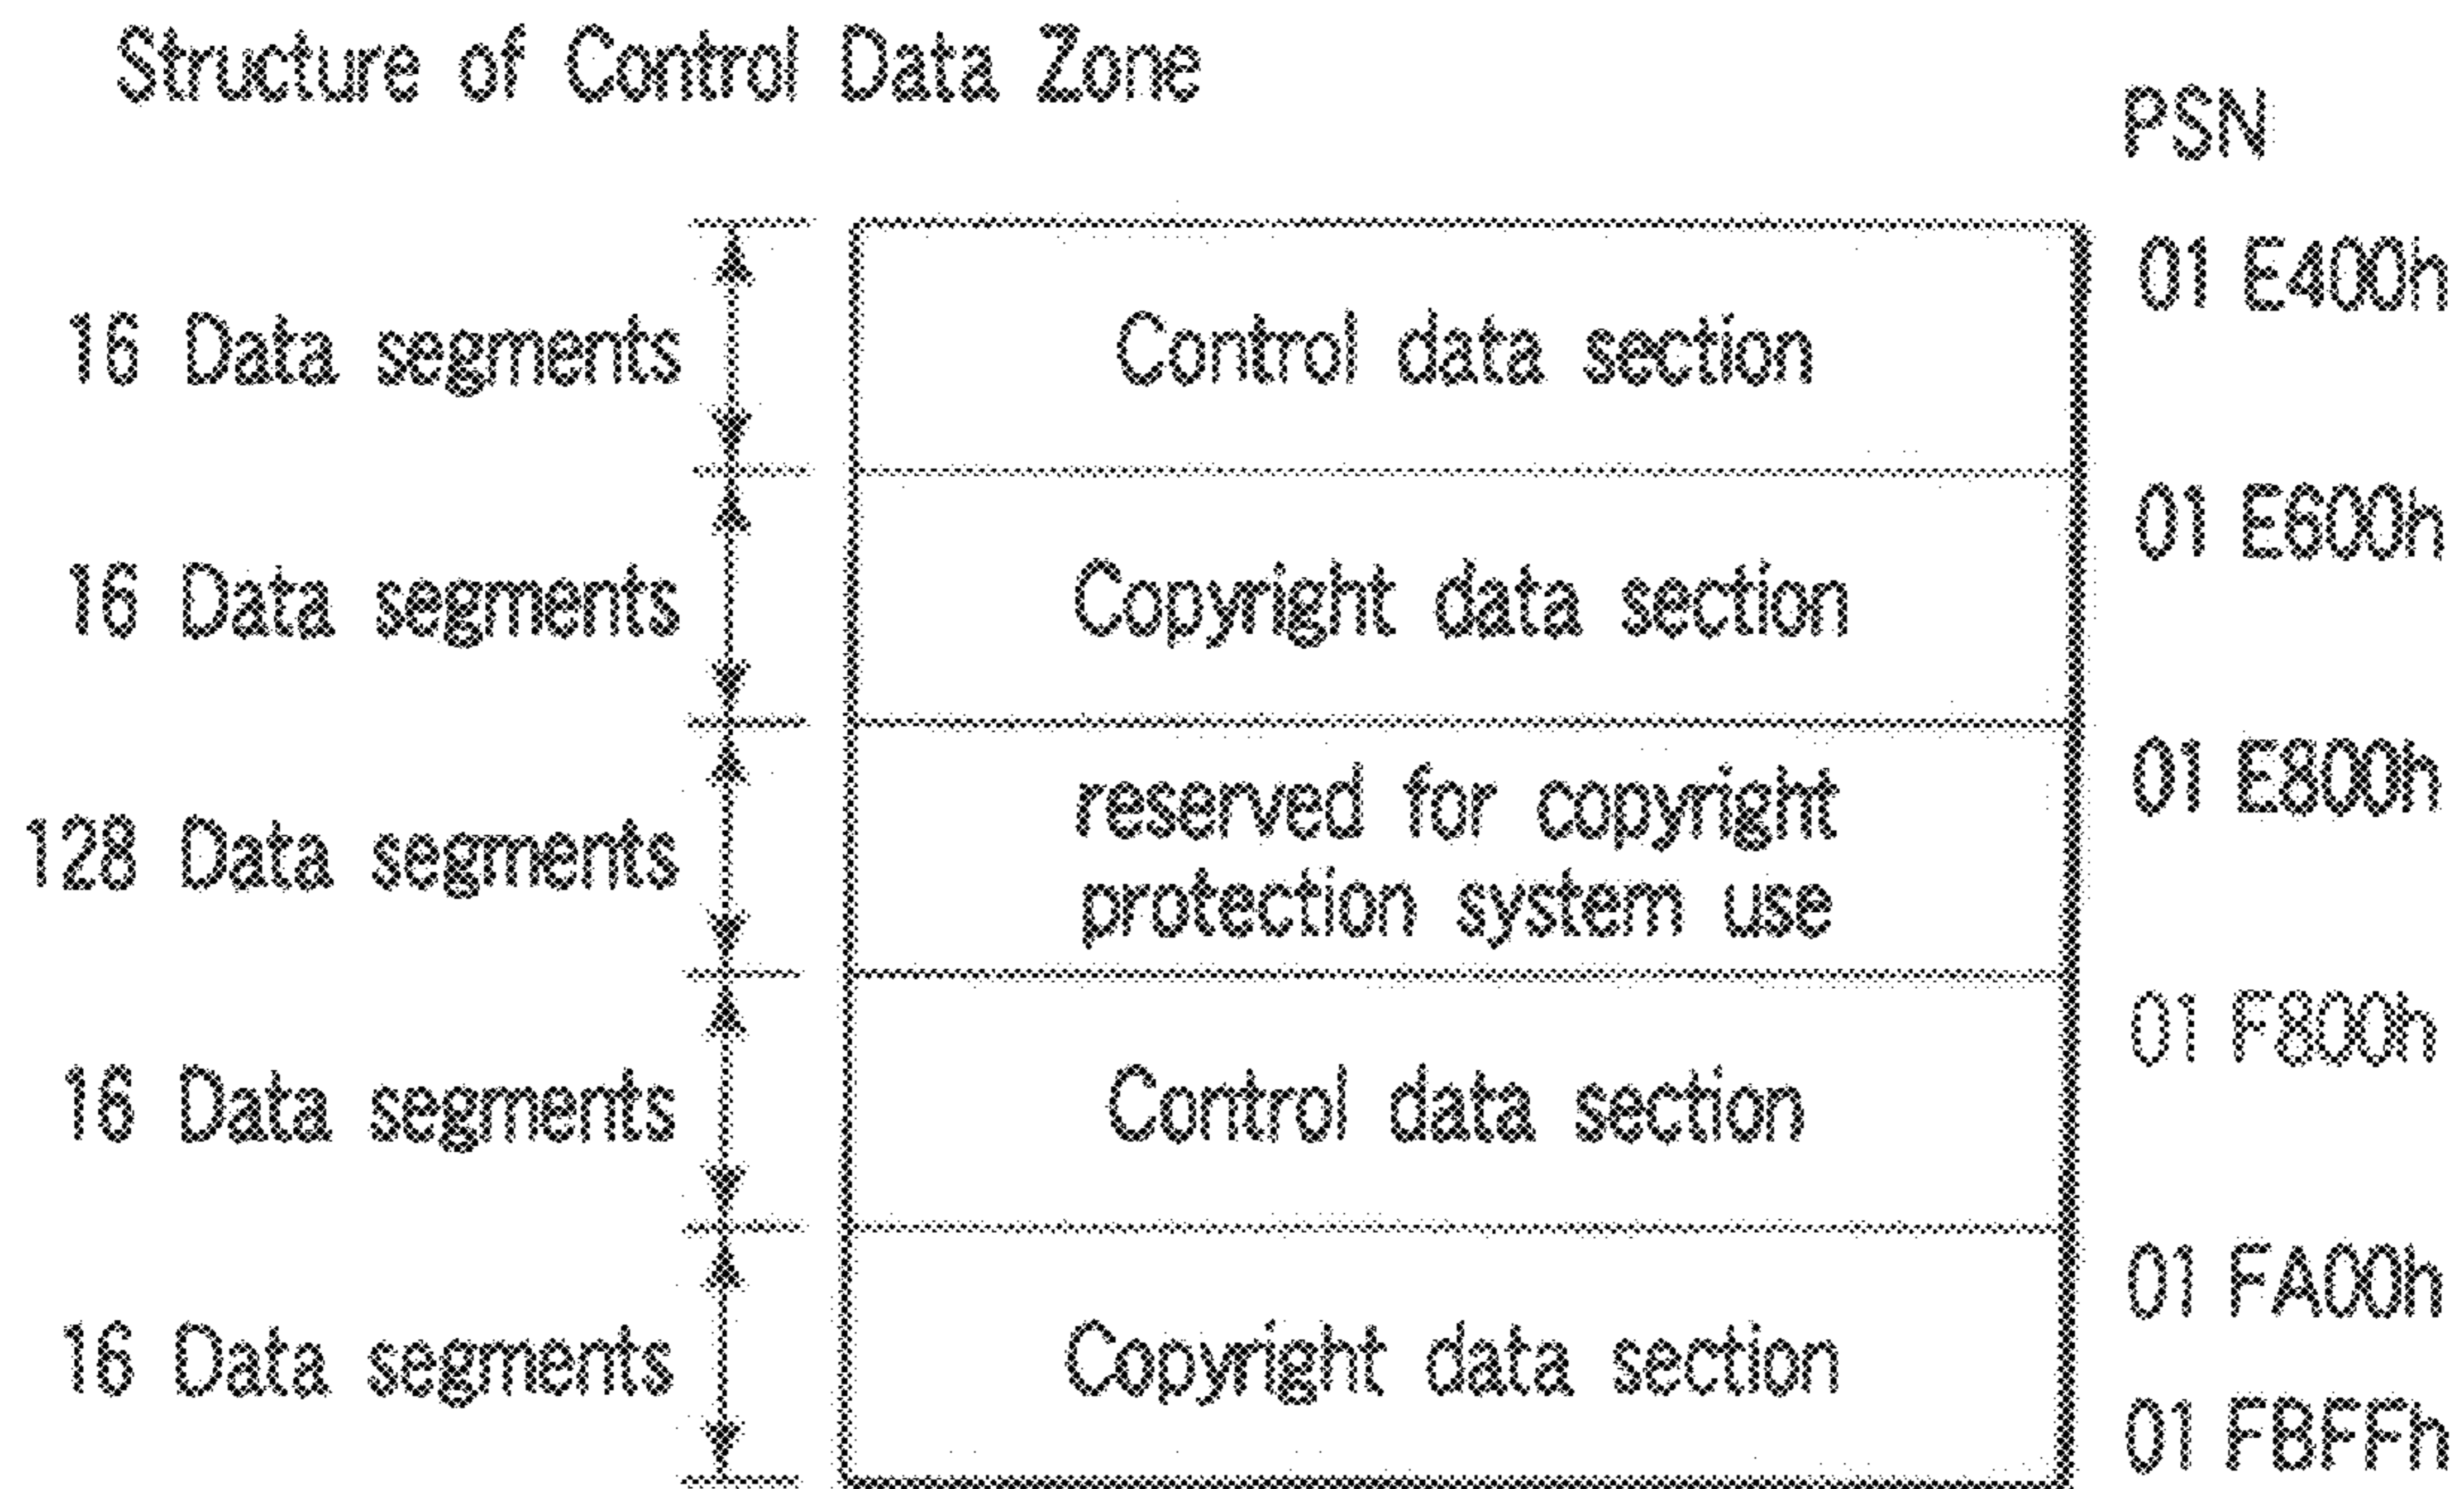 Structure of Control Data Zone
PSN
01 E400h
16 Data segments
Control data section
01 E600h
16 Data segments
Copyright data section
01 E800h
128 Data segments
reserved for copyright
protection system use
01 F800h
16 Data segments
Control data section
01 FA00h
16 Data segments
Copyright data section
01 FBFFh